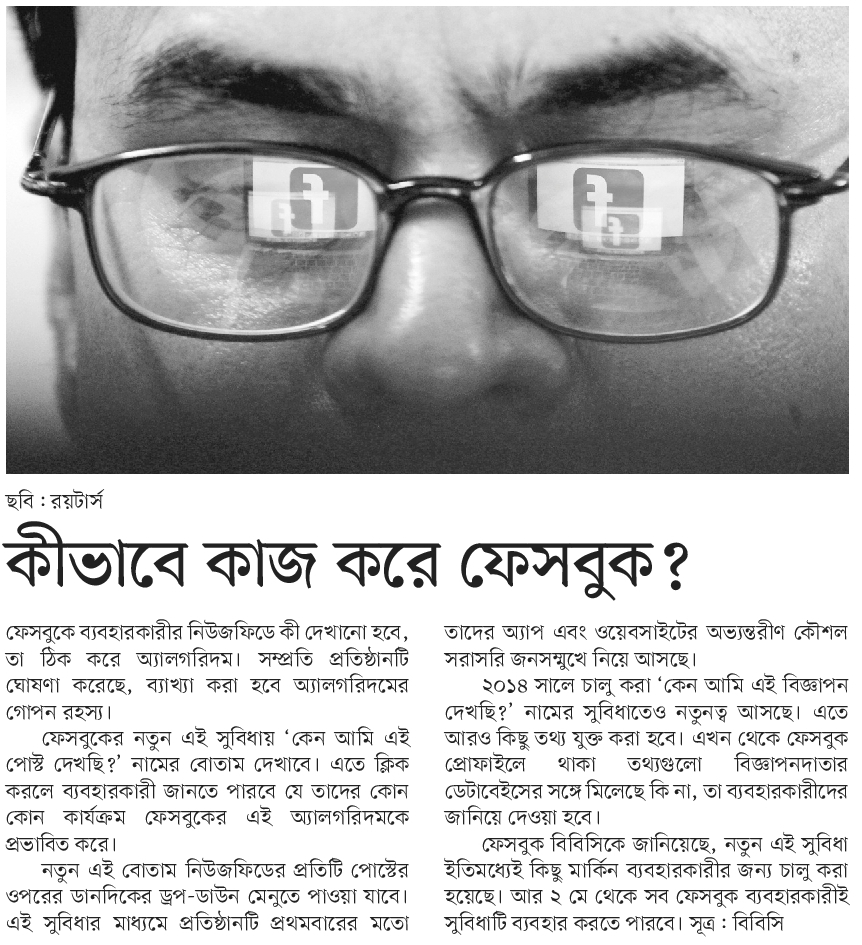 ছবি : রয়টার্স
কীভাবে কাজ করে ফেসবুক?
ফেসবুকে ব্যবহারকারীর নিউজফিডে কী দেখানো হবে,
তা ঠিক করে অ্যালগরিদম। সম্প্রতি প্রতিষ্ঠানটি
ঘোষণা করেছে, ব্যাখ্যা করা হবে অ্যালগরিদমের
গোপন রহস্য।
ফেসবুকের নতুন এই সুবিধায় ‘কেন আমি এই
পোস্ট দেখছি?’ নামের বোতাম দেখাবে। এতে ক্লিক
করলে ব্যবহারকারী জানতে পারবে যে তাদের কোন
কোন কার্যক্রম ফেসবুকের এই অ্যালগরিদমকে
প্রভাবিত করে।
নতুন এই বোতাম নিউজফিডের প্রতিটি পোস্টের
ওপরের ডানদিকের ড্রপ-ডাউন মেনুতে পাওয়া যাবে।
এই সুবিধার মাধ্যমে প্রতিষ্ঠানটি প্রথমবারের মতো
তাদের অ্যাপ এবং ওয়েবসাইটের অভ্যন্তরীণ কৌশল
সরাসরি জনসম্মুখে নিয়ে আসছে।
২০১৪ সালে চালু করা ‘কেন আমি এই বিজ্ঞাপন
দেখছি?’ নামের সুবিধাতেও নতুনত্ব আসছে। এতে
আরও কিছু তথ্য যুক্ত করা হবে। এখন থেকে ফেসবুক
প্রোফাইলে থাকা তথ্যগুলো বিজ্ঞাপনদাতার
ডেটাবেইসের সঙ্গে মিলেছে কি না, তা ব্যবহারকারীদের
জানিয়ে দেওয়া হবে।
ফেসবুক বিবিসিকে জানিয়েছে, নতুন এই সুবিধা
ইতিমধ্যেই কিছু মার্কিন ব্যবহারকারীর জন্য চালু করা
হয়েছে। আর ২ মে থেকে সব ফেসবুক ব্যবহারকারীই
সুবিধাটি ব্যবহার করতে পারবে। সূত্র : বিবিসি